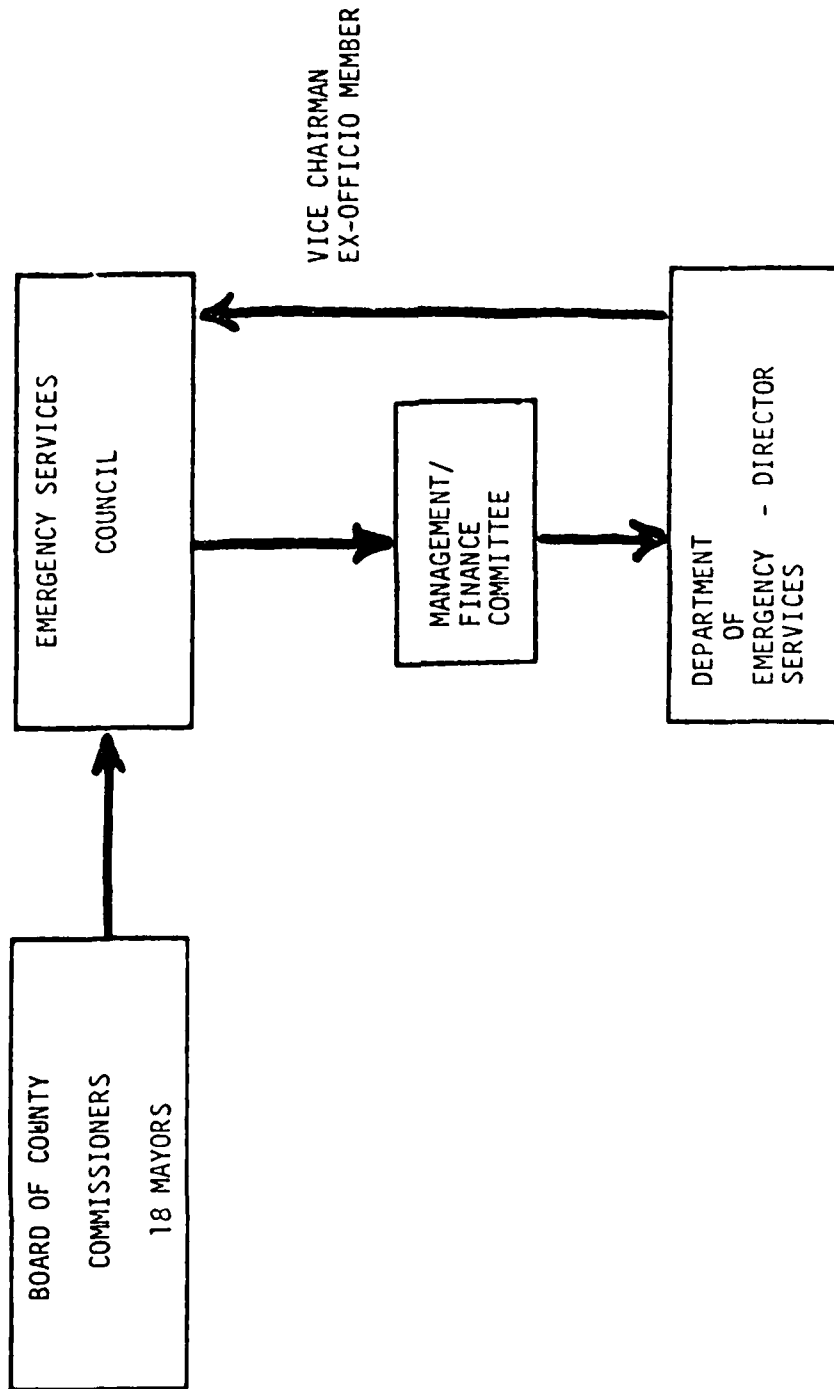 BOARD OF COUNTY
COMMISSIONERS
18 MAYORS
EMERGENCY SERVICES
COUNCIL
VICE CHAIRMAN
EX-OFFICIO MEMBER
MANAGEMENT/
FINANCE
COMMITTEE
DEPARTMENT
OF
EMERGENCY - DIRECTOR
SERVICES